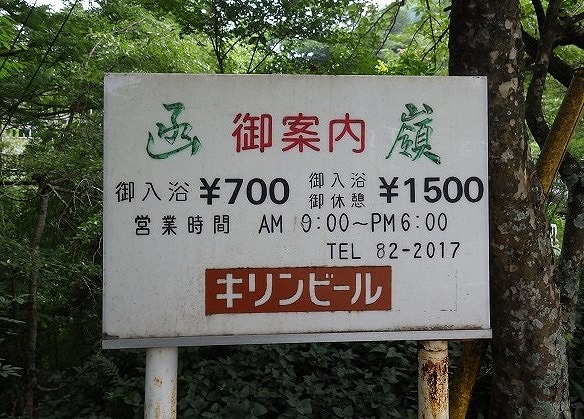 函 御案内 嶺
御入浴 ¥700 御入浴 御休憩 ¥1500
営業時間 AM 9:00～PM6:00
TEL 82-2017
キリンビール